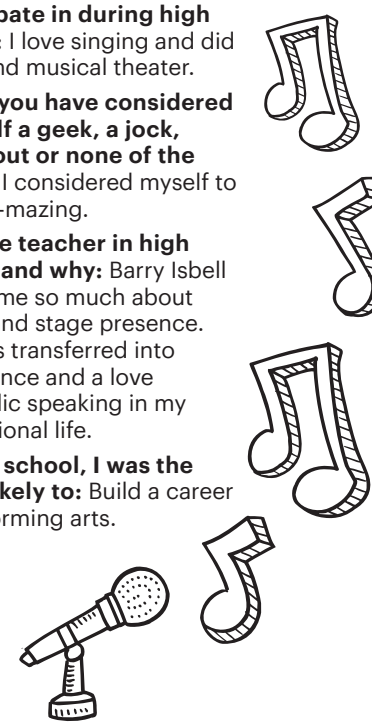 pate in during high
: I love singing and did
nd musical theater.
you have considered
lf a geek, a jock,
out or none of the
I considered myself to
-mazing.
e teacher in high
and why: Barry Isbell
me so much about
nd stage presence.
s transferred into
nce and a love
lic speaking in my
ional life.
school, I was the
kely to: Build a career
orming arts.